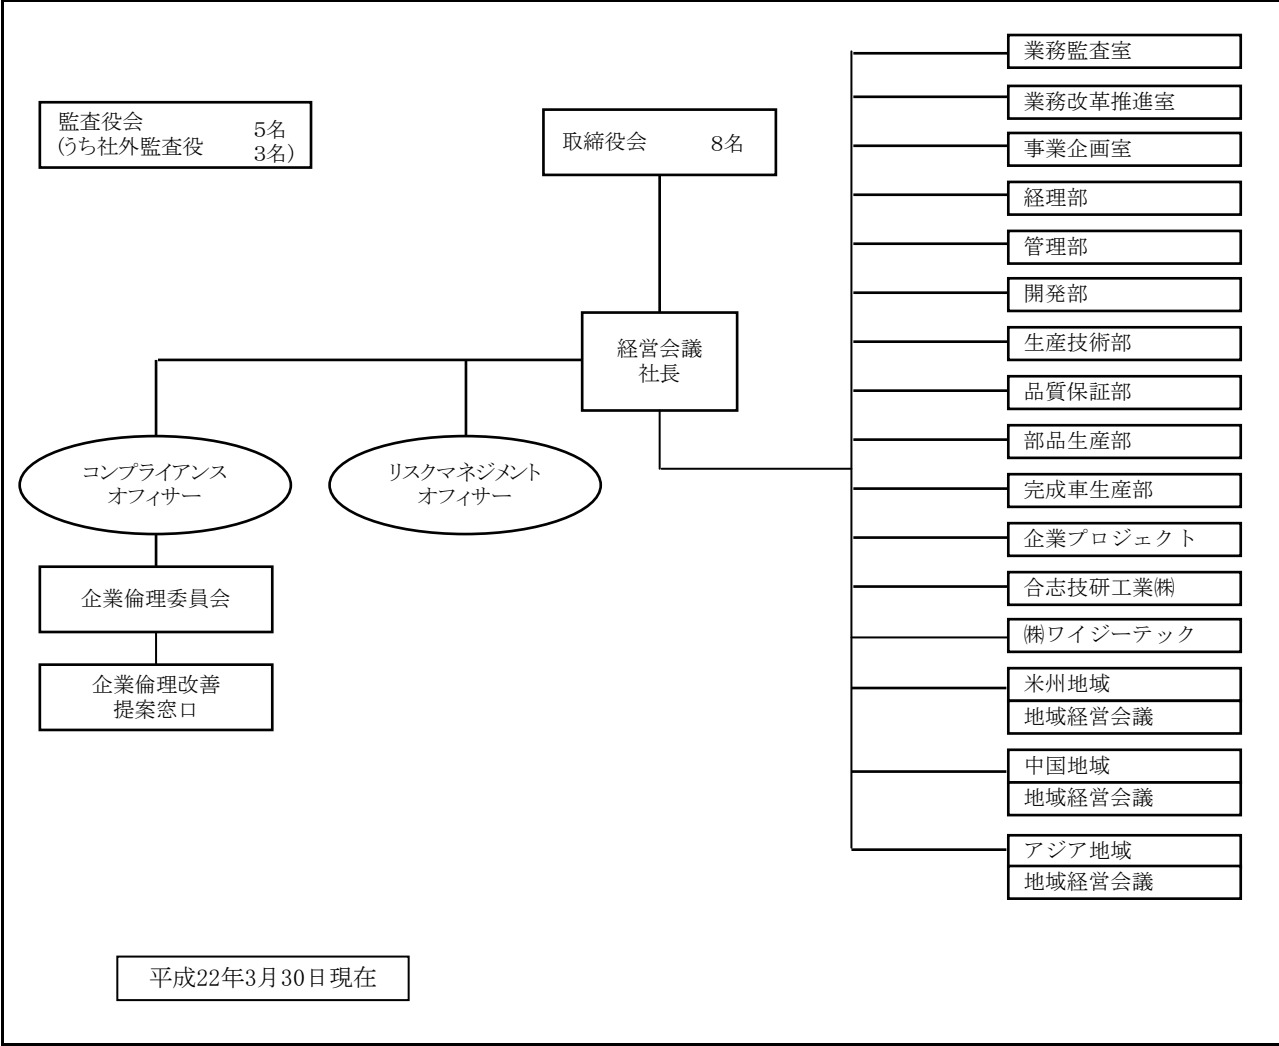 監査役会 5名
(うち社外監査役 3名)
取締役会 8名
経営会議
社長
コンプライアンス
オフィサー
リスクマネジメント
オフィサー
企業倫理委員会
企業倫理改善
提案窓口
業務監査室
業務改革推進室
事業企画室
経理部
管理部
開発部
生産技術部
品質保証部
部品生産部
完成車生産部
企業プロジェクト
合志技研工業㈱
㈱ワイジーテック
米州地域
地域経営会議
中国地域
地域経営会議
アジア地域
地域経営会議
平成22年3月30日現在